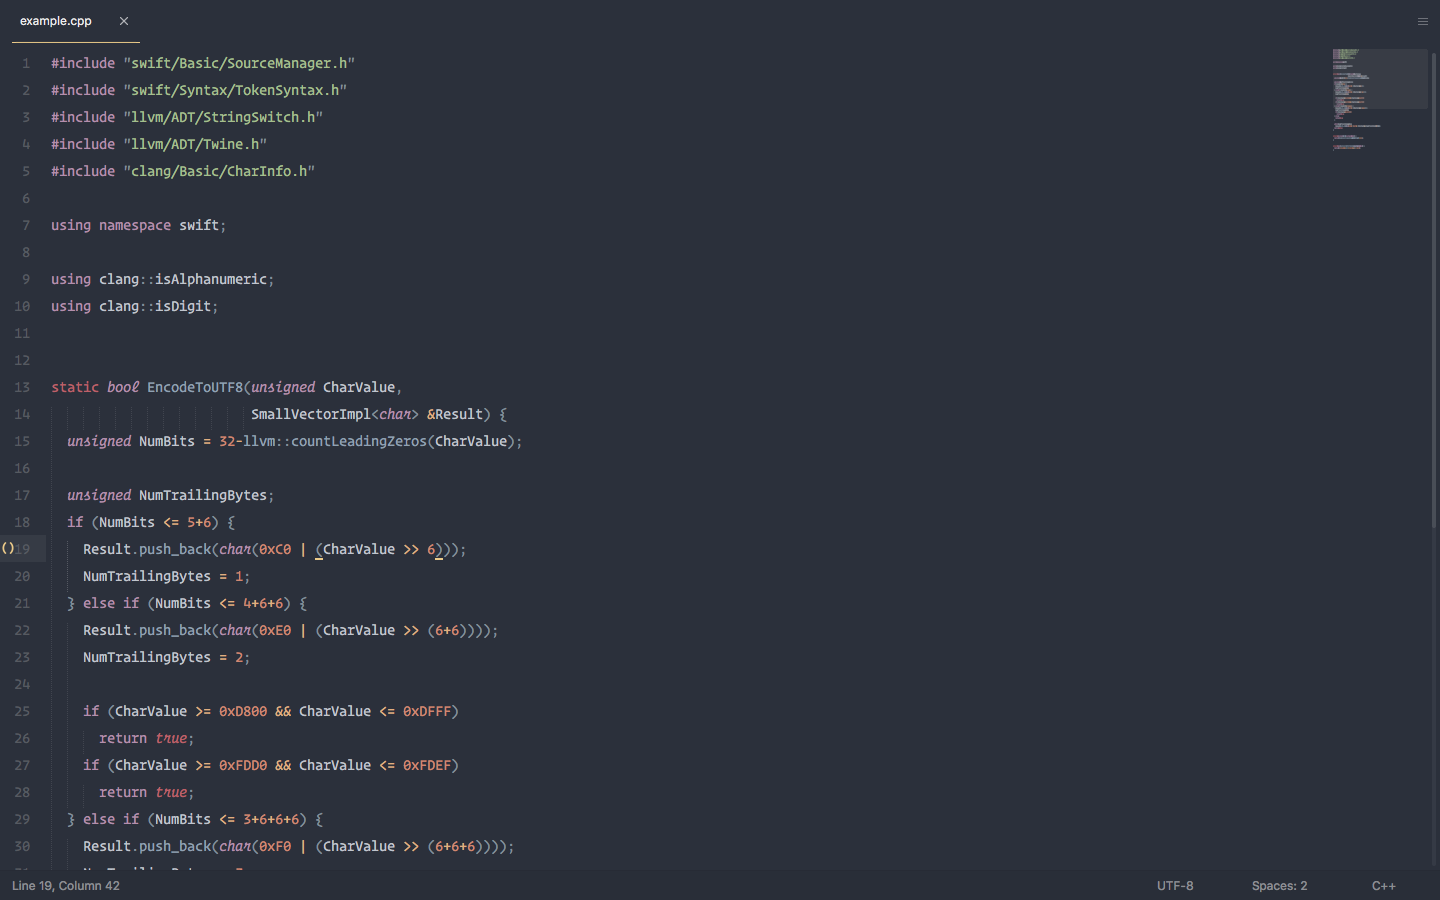 example.cpp ×
1 #include "swift/Basic/SourceManager.h"
2 #include "swift/Syntax/TokenSyntax.h"
3 #include "llvm/ADT/StringSwitch.h"
4 #include "llvm/ADT/Twine.h"
5 #include "clang/Basic/CharInfo.h"
6
7 using namespace swift;
8
9 using clang::isAlphanumeric;
10 using clang::isDigit;
11
12
13 static bool EncodeToUTF8(unsigned CharValue,
14                          SmallVectorImpl<char> &Result) {
15   unsigned NumBits = 32-llvm::countLeadingZeros(CharValue);
16
17   unsigned NumTrailingBytes;
18   if (NumBits <= 5+6) {
()19     Result.push_back(char(0xC0 | (CharValue >> 6)));
20     NumTrailingBytes = 1;
21   } else if (NumBits <= 4+6+6) {
22     Result.push_back(char(0xE0 | (CharValue >> (6+6))));
23     NumTrailingBytes = 2;
24
25     if (CharValue >= 0xD800 && CharValue <= 0xDFFF)
26       return true;
27     if (CharValue >= 0xFDD0 && CharValue <= 0xFDEF)
28       return true;
29   } else if (NumBits <= 3+6+6+6) {
30     Result.push_back(char(0xF0 | (CharValue >> (6+6+6))));
Line 19, Column 42 UTF-8 Spaces: 2 C++